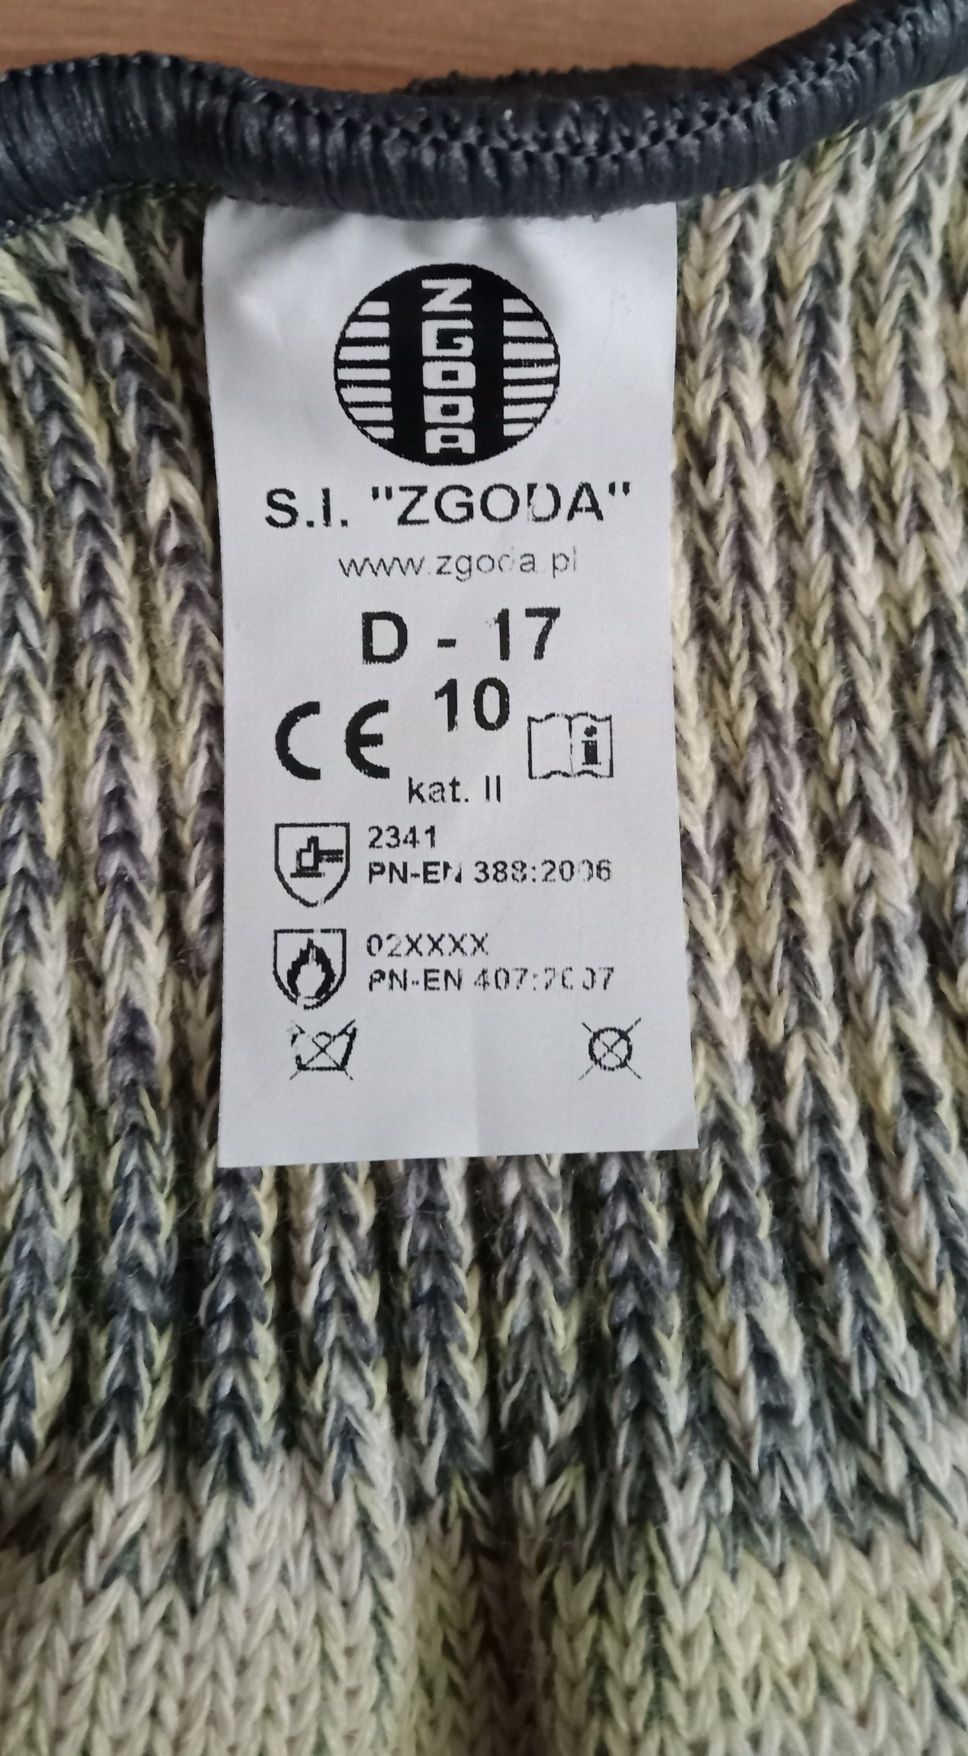 ZGODA
S.I. "ZGODA"
www.zgoda.pl
D - 17
10
CE
kat. II
i
2341
PN-EN 388:2006
02XXXX
PN-EN 407:2007